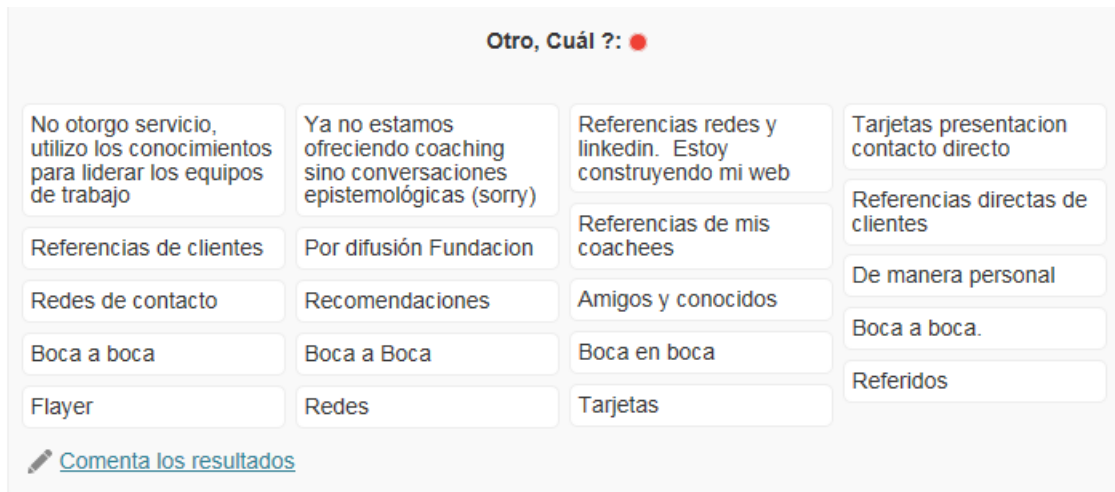 Otro, Cuál ?:
No otorgo servicio,
utilizo los conocimientos
para liderar los equipos
de trabajo
Referencias de clientes
Redes de contacto
Boca a boca
Flayer
Ya no estamos
ofreciendo coaching
sino conversaciones
epistemológicas (sorry)
Por difusión Fundacion
Recomendaciones
Boca a Boca
Redes
Referencias redes y
linkedin.  Estoy
construyendo mi web
Referencias de mis
coachees
Amigos y conocidos
Boca en boca
Tarjetas
Tarjetas presentacion
contacto directo
Referencias directas de
clientes
De manera personal
Boca a boca.
Referidos
Comenta los resultados